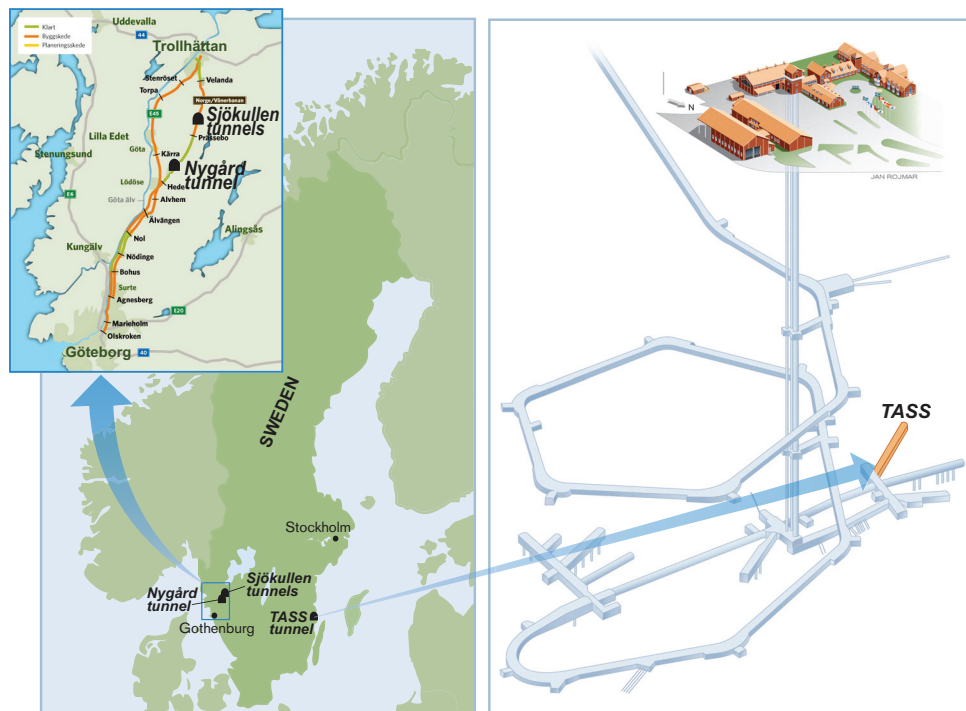 Klart
Byggskede
Planeringsskede
Uddevalla
44
Trollhättan
Stenröset
Velanda
Torpa
Norge/Vänerbanan
E45
Sjökullen
tunnels
Lilla Edet
Prässebo
Göta
Kärra
Stenungsund
Nygård
tunnel
Lödöse
Hede
E6
Göta älv
Alvhem
Älvängen
Alingsås
Nol
Kungälv
Nödinge
Bohus
Surte
Agnesberg
E20
Marieholm
Olskroken
Göteborg
40
SWEDEN
Stockholm
Sjökullen
tunnels
Nygård
tunnel
Gothenburg
TASS
tunnel
N
JAN ROJMAR
TASS